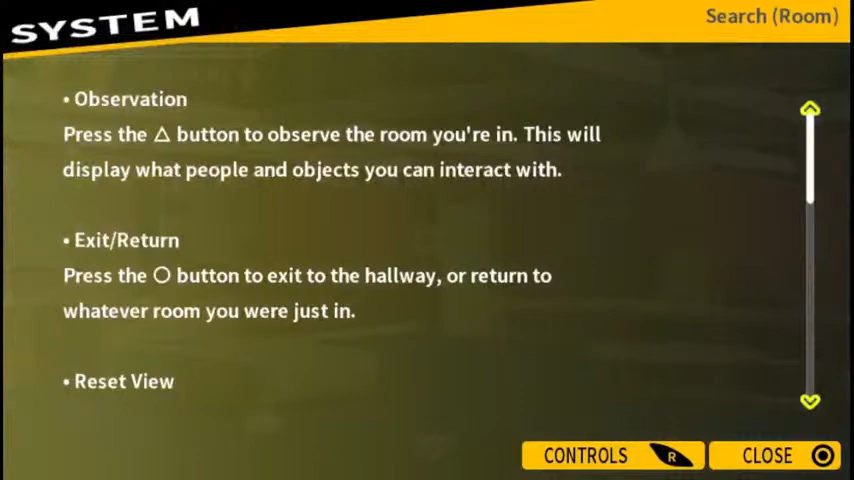 SYSTEM
Search (Room)
• Observation
Press the △ button to observe the room you're in. This will
display what people and objects you can interact with.
• Exit/Return
Press the ○ button to exit to the hallway, or return to
whatever room you were just in.
• Reset View
CONTROLS R
CLOSE